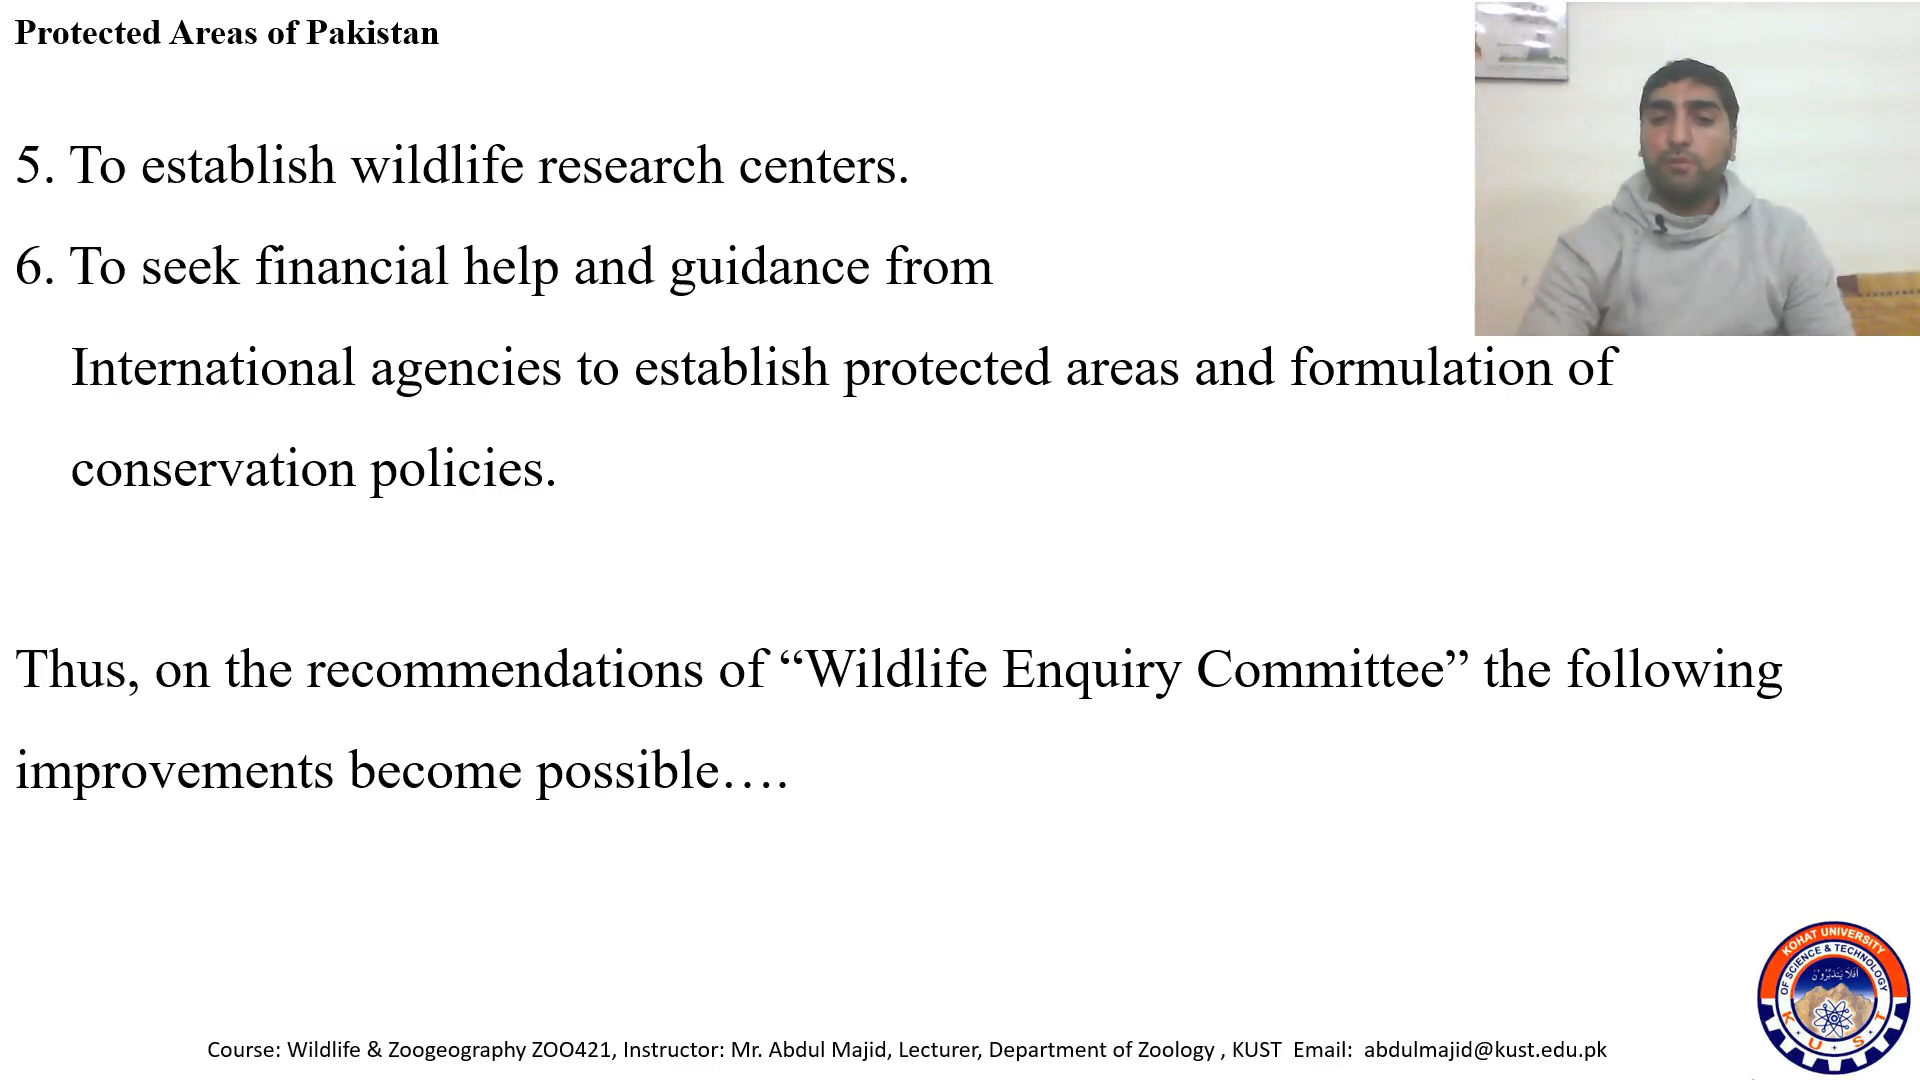 Protected Areas of Pakistan
5. To establish wildlife research centers.
6. To seek financial help and guidance from
International agencies to establish protected areas and formulation of
conservation policies.
Thus, on the recommendations of “Wildlife Enquiry Committee” the following
improvements become possible….
KOHAT UNIVERSITY
OF SCIENCE & TECHNOLOGY
أفلا يتدبرون
K U S T
Course: Wildlife & Zoogeography ZOO421, Instructor: Mr. Abdul Majid, Lecturer, Department of Zoology , KUST  Email:  abdulmajid@kust.edu.pk